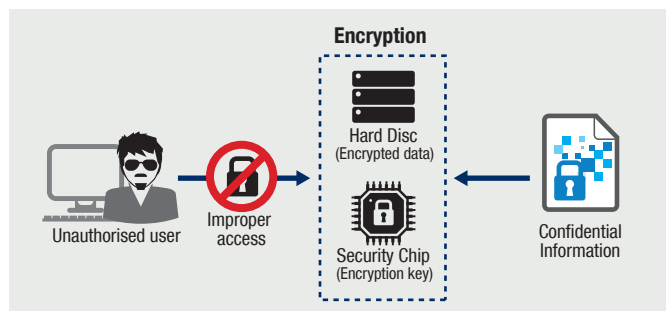 Encryption
Hard Disc
(Encrypted data)
Unauthorised user
Improper
access
Security Chip
(Encryption key)
Confidential
Information